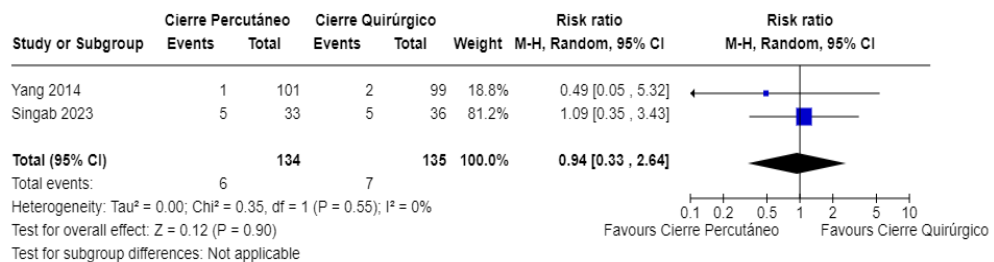 Cierre Percutáneo Cierre Quirúrgico Risk ratio Risk ratio
Study or Subgroup Events Total Events Total Weight M-H, Random, 95% CI M-H, Random, 95% CI
Yang 2014 1 101 2 99 18.8% 0.49 [0.05 , 5.32]
Singab 2023 5 33 5 36 81.2% 1.09 [0.35 , 3.43]
Total (95% CI) 134 135 100.0% 0.94 [0.33 , 2.64]
Total events: 6 7
Heterogeneity: Tau² = 0.00; Chi² = 0.35, df = 1 (P = 0.55); I² = 0%
Test for overall effect: Z = 0.12 (P = 0.90)
Test for subgroup differences: Not applicable
0.1 0.2 0.5 1 2 5 10
Favours Cierre Percutáneo Favours Cierre Quirúrgico